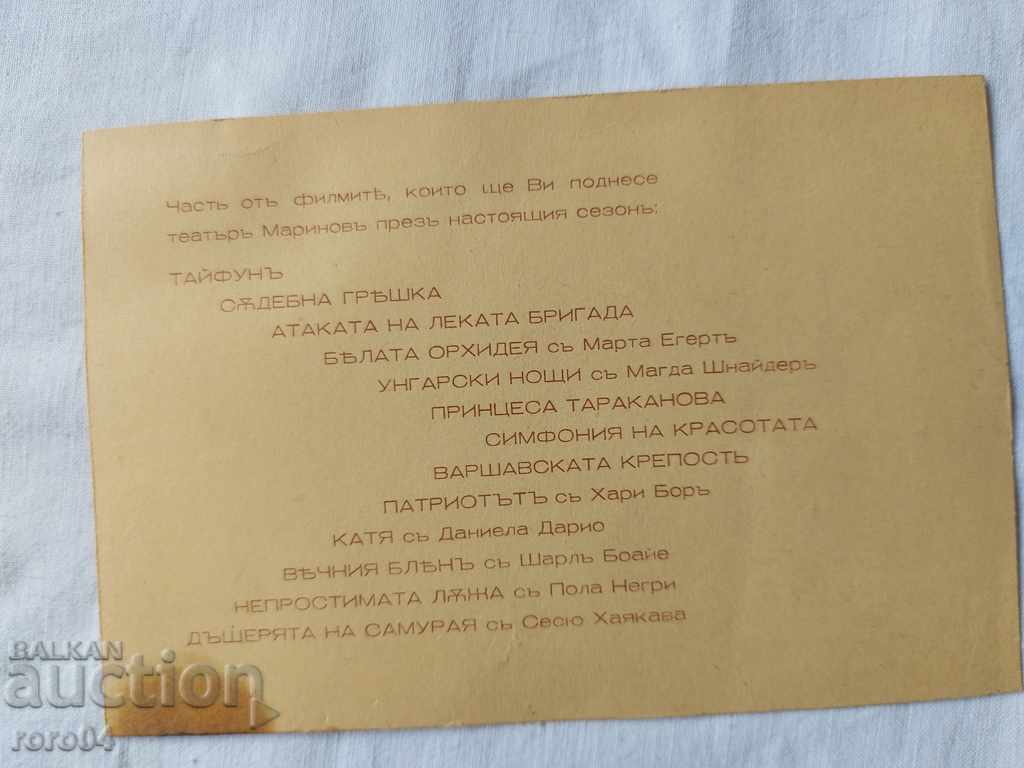 Часть отъ филмитѣ, които ще Ви поднесе
театъръ Мариновъ презъ настоящия сезонъ:
ТАЙФУНЪ
СѪДЕБНА ГРѢШКА
АТАКАТА НА ЛЕКАТА БРИГАДА
БѢЛАТА ОРХИДЕЯ съ Марта Егертъ
УНГАРСКИ НОЩИ съ Магда Шнайдеръ
ПРИНЦЕСА ТАРАКАНОВА
СИМФОНИЯ НА КРАСОТАТА
ВАРШАВСКАТА КРЕПОСТЬ
ПАТРИОТЪТЪ съ Хари Боръ
КАТЯ съ Даниела Дарио
ВѢЧНИЯ БЛѢНЪ съ Шарлъ Боайе
НЕПРОСТИМАТА ЛѪЖА съ Пола Негри
ДЪЩЕРЯТА НА САМУРАЯ съ Сесю Хаякава
BALKAN
auction
roro04